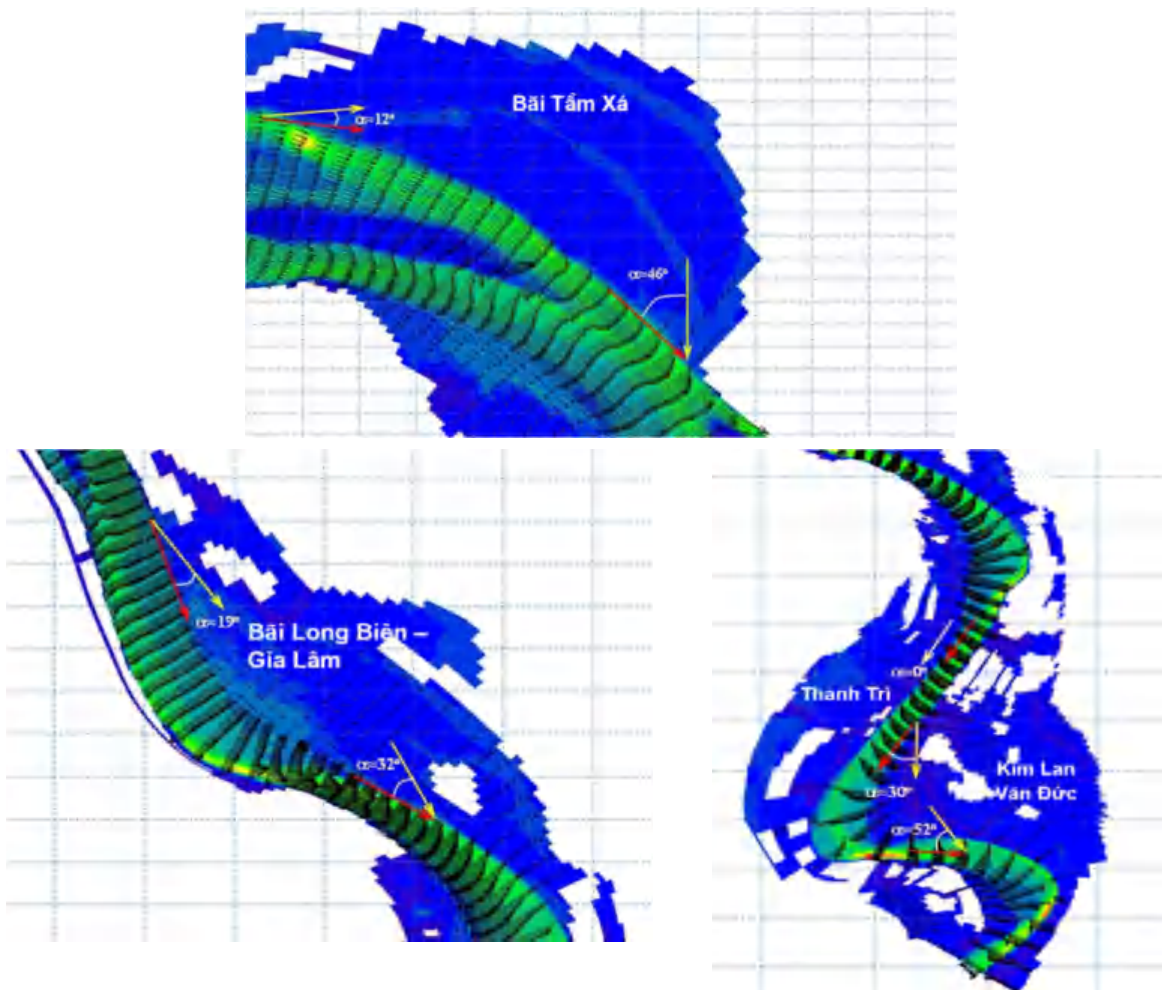 Bãi Tầm Xá
α=12°
α=46°
α=19°
Bãi Long Biên –
Gia Lâm
α=32°
α=0°
Thanh Trì
Kim Lan
Văn Đức
α=30°
α=52°